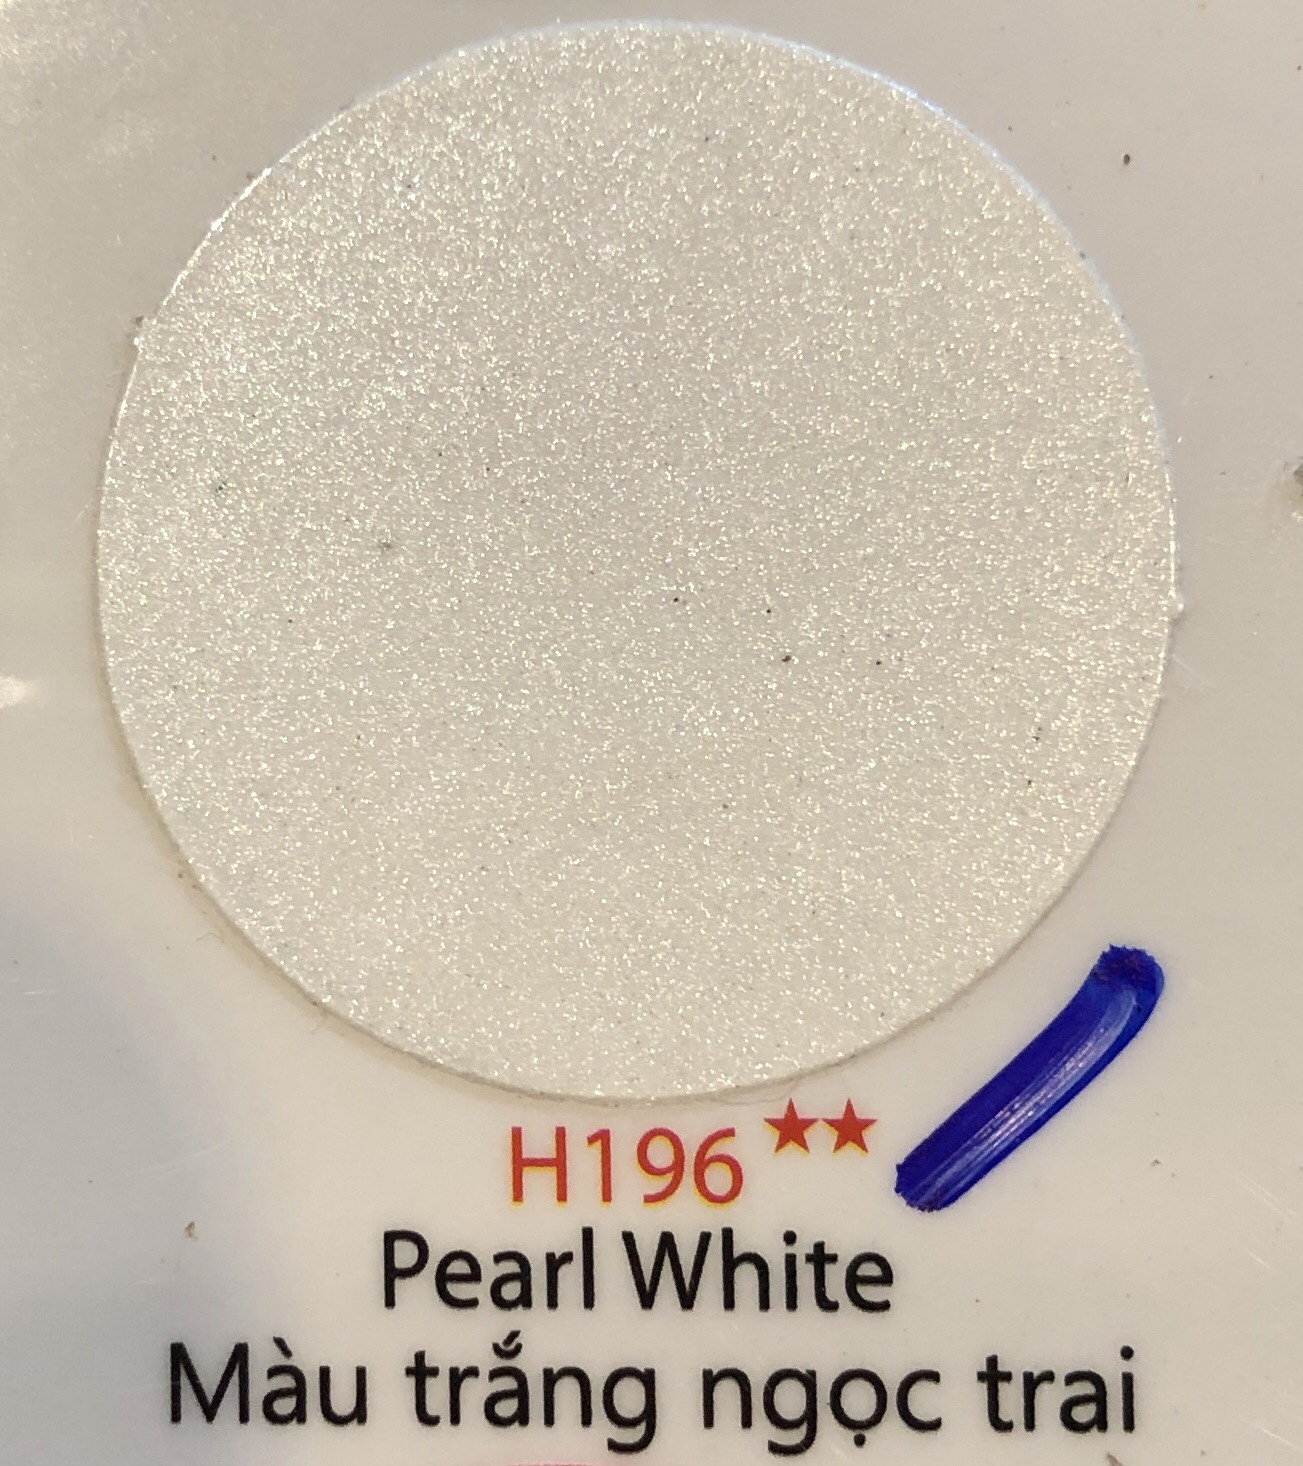 H196 ★★
Pearl White
Màu trắng ngọc trai